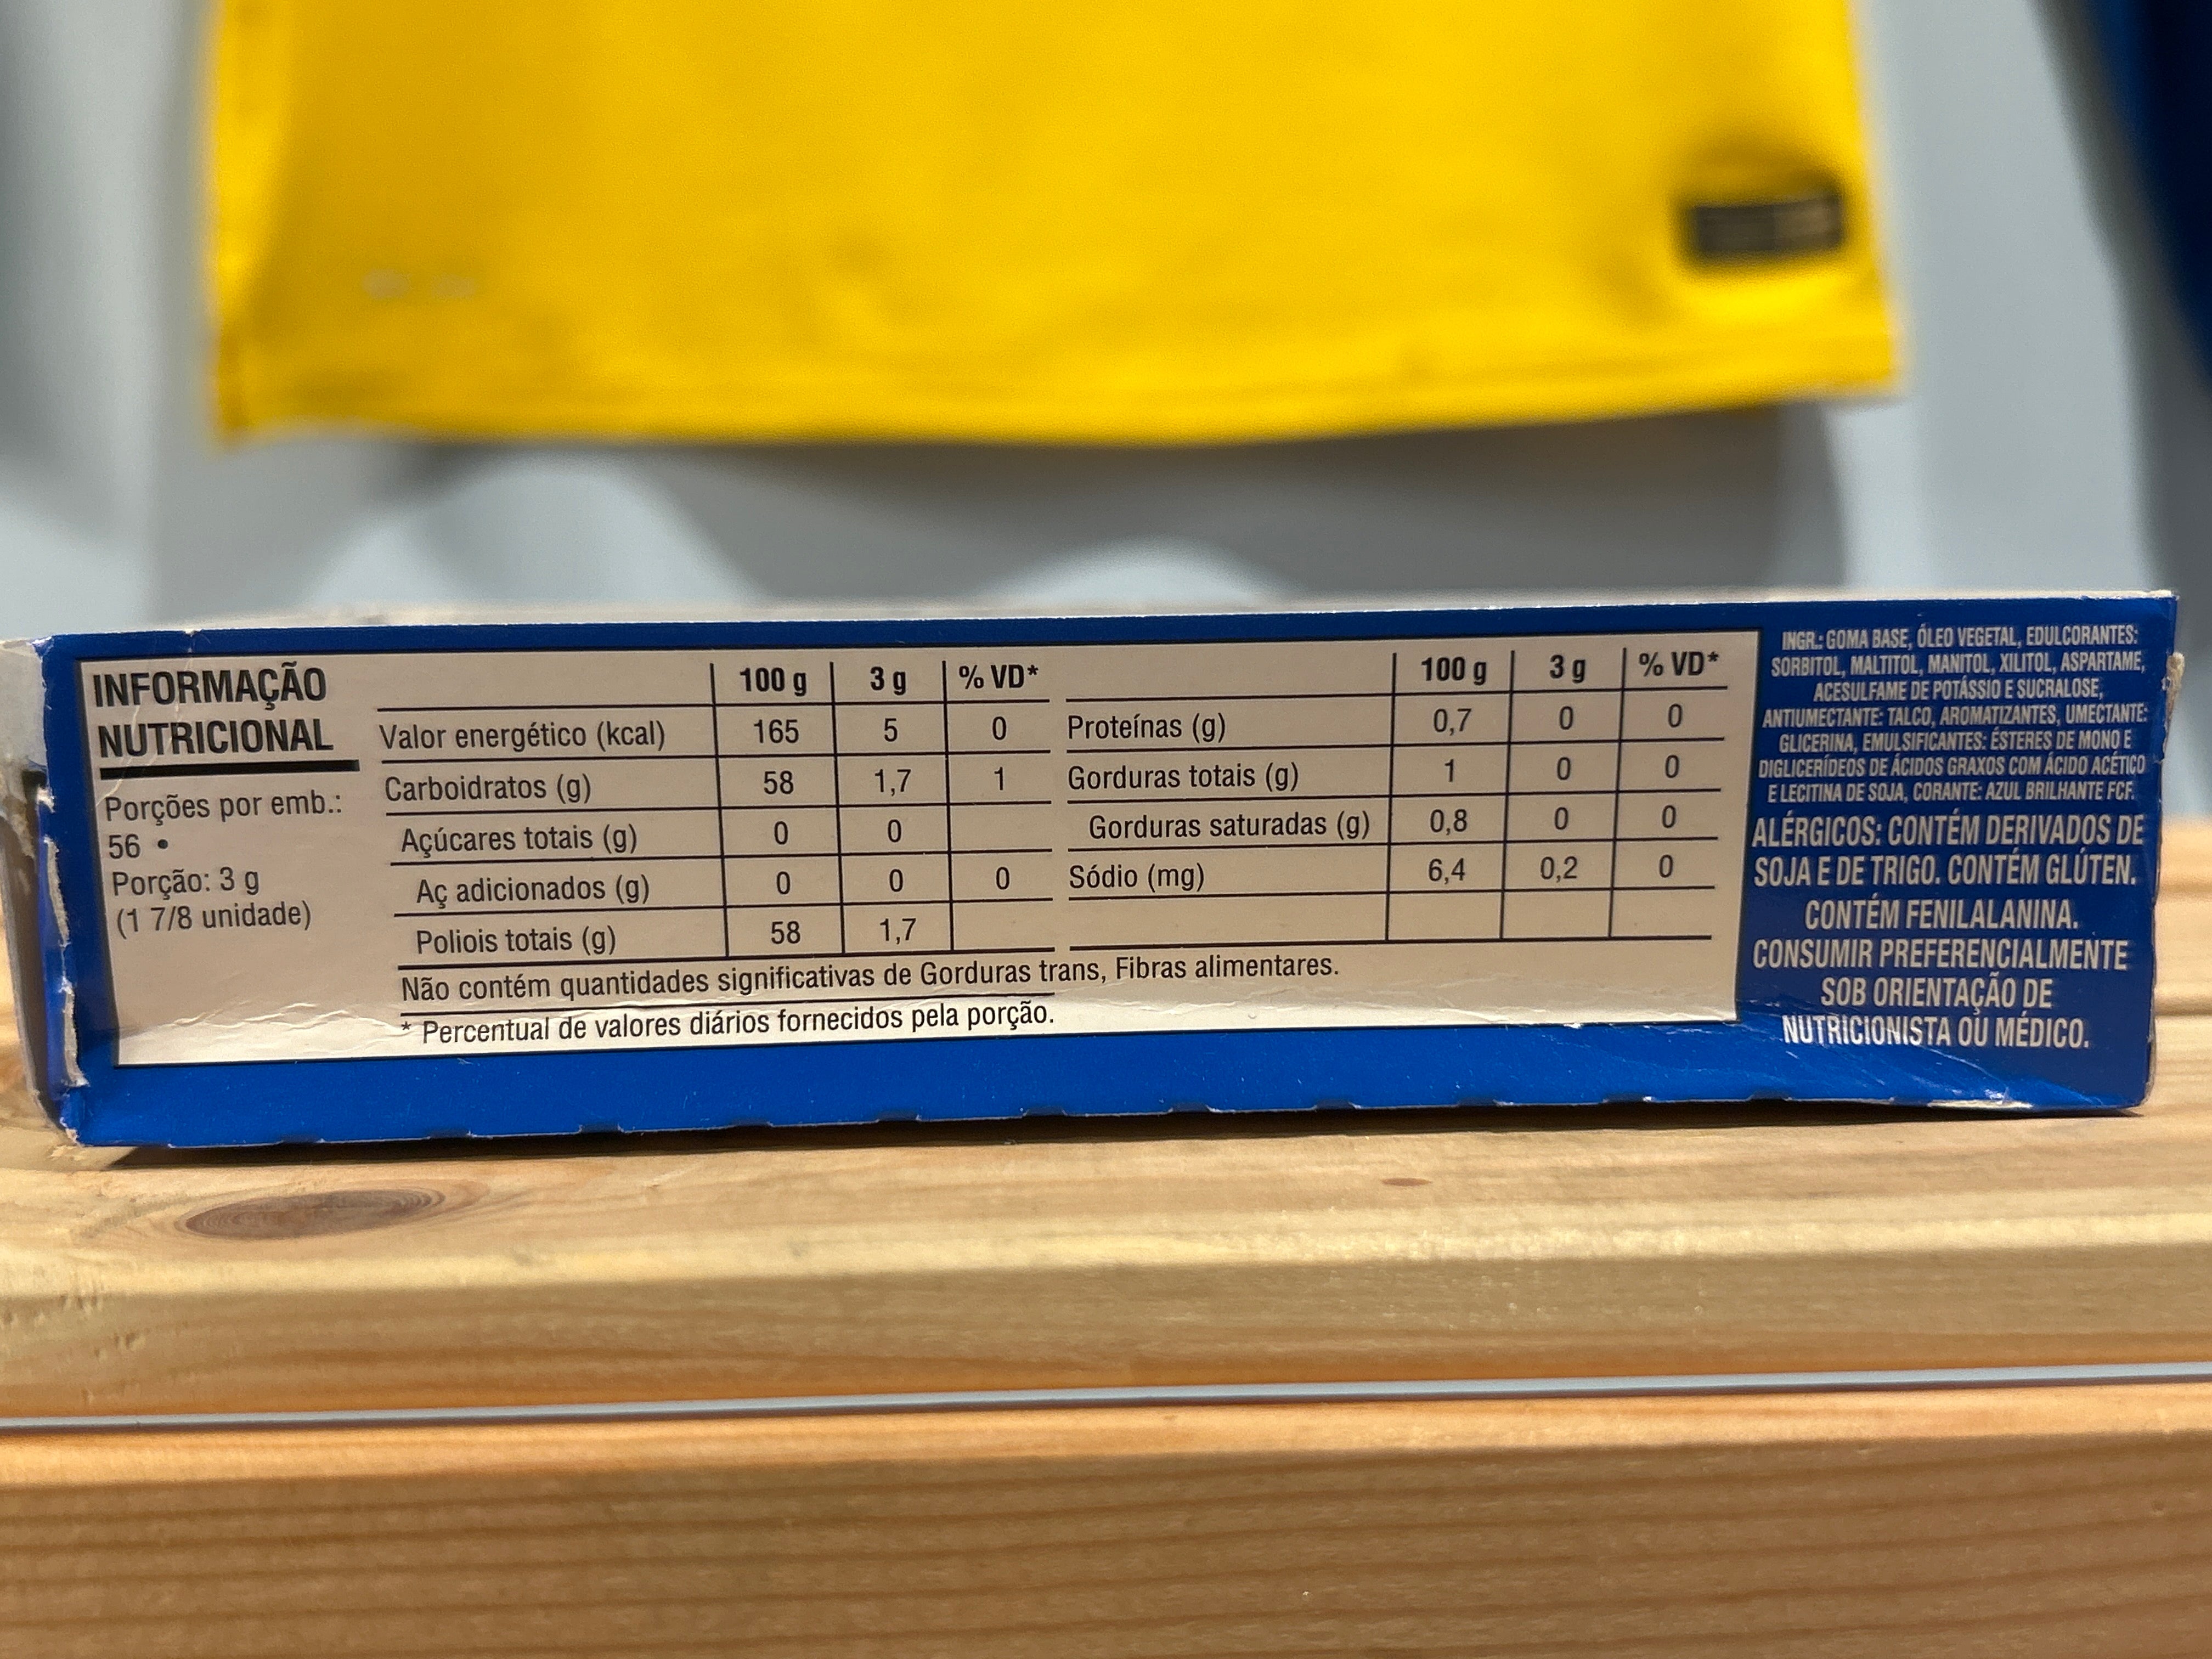 INFORMAÇÃO
NUTRICIONAL
Porções por emb.:
56 •
Porção: 3 g
(1 7/8 unidade)
100 g 3 g % VD*
Valor energético (kcal) 165 5 0
Carboidratos (g) 58 1,7 1
Açúcares totais (g) 0 0
Aç adicionados (g) 0 0 0
Poliois totais (g) 58 1,7
100 g 3 g % VD*
Proteínas (g) 0,7 0 0
Gorduras totais (g) 1 0 0
Gorduras saturadas (g) 0,8 0 0
Sódio (mg) 6,4 0,2 0
Não contém quantidades significativas de Gorduras trans, Fibras alimentares.
* Percentual de valores diários fornecidos pela porção.
INGR.: GOMA BASE, ÓLEO VEGETAL, EDULCORANTES:
SORBITOL, MALTITOL, MANITOL, XILITOL, ASPARTAME,
ACESULFAME DE POTÁSSIO E SUCRALOSE,
ANTIUMECTANTE: TALCO, AROMATIZANTES, UMECTANTE:
GLICERINA, EMULSIFICANTES: ÉSTERES DE MONO E
DIGLICERÍDEOS DE ÁCIDOS GRAXOS COM ÁCIDO ACÉTICO
E LECITINA DE SOJA, CORANTE: AZUL BRILHANTE FCF.
ALÉRGICOS: CONTÉM DERIVADOS DE
SOJA E DE TRIGO. CONTÉM GLÚTEN.
CONTÉM FENILALANINA.
CONSUMIR PREFERENCIALMENTE
SOB ORIENTAÇÃO DE
NUTRICIONISTA OU MÉDICO.